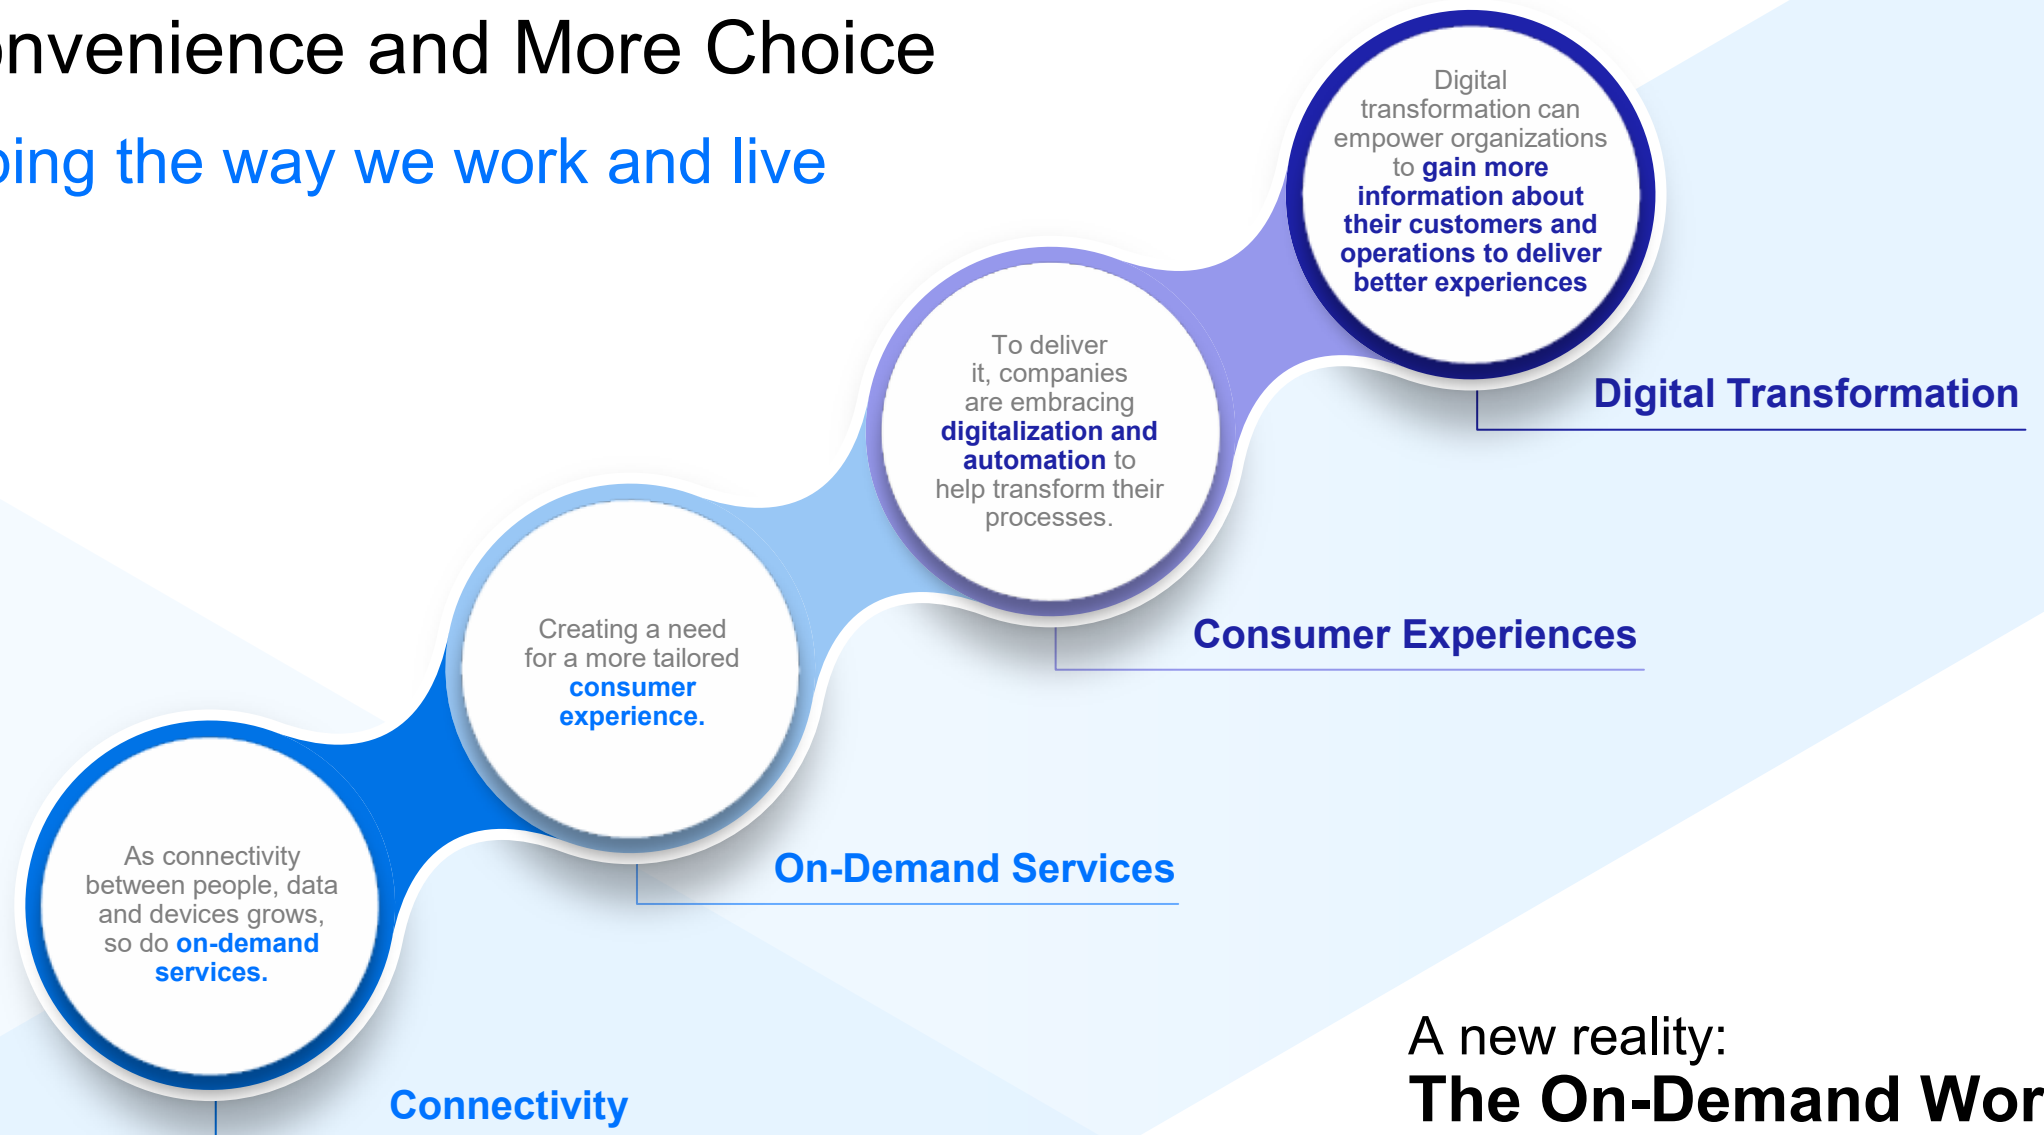 nvenience and More Choice
ping the way we work and live
Digital
transformation can
empower organizations
to gain more
information about
their customers and
operations to deliver
better experiences
Digital Transformation
To deliver
it, companies
are embracing
digitalization and
automation to
help transform their
processes.
Consumer Experiences
Creating a need
for a more tailored
consumer
experience.
On-Demand Services
As connectivity
between people, data
and devices grows,
so do on-demand
services.
Connectivity
A new reality:
The On-Demand Wor